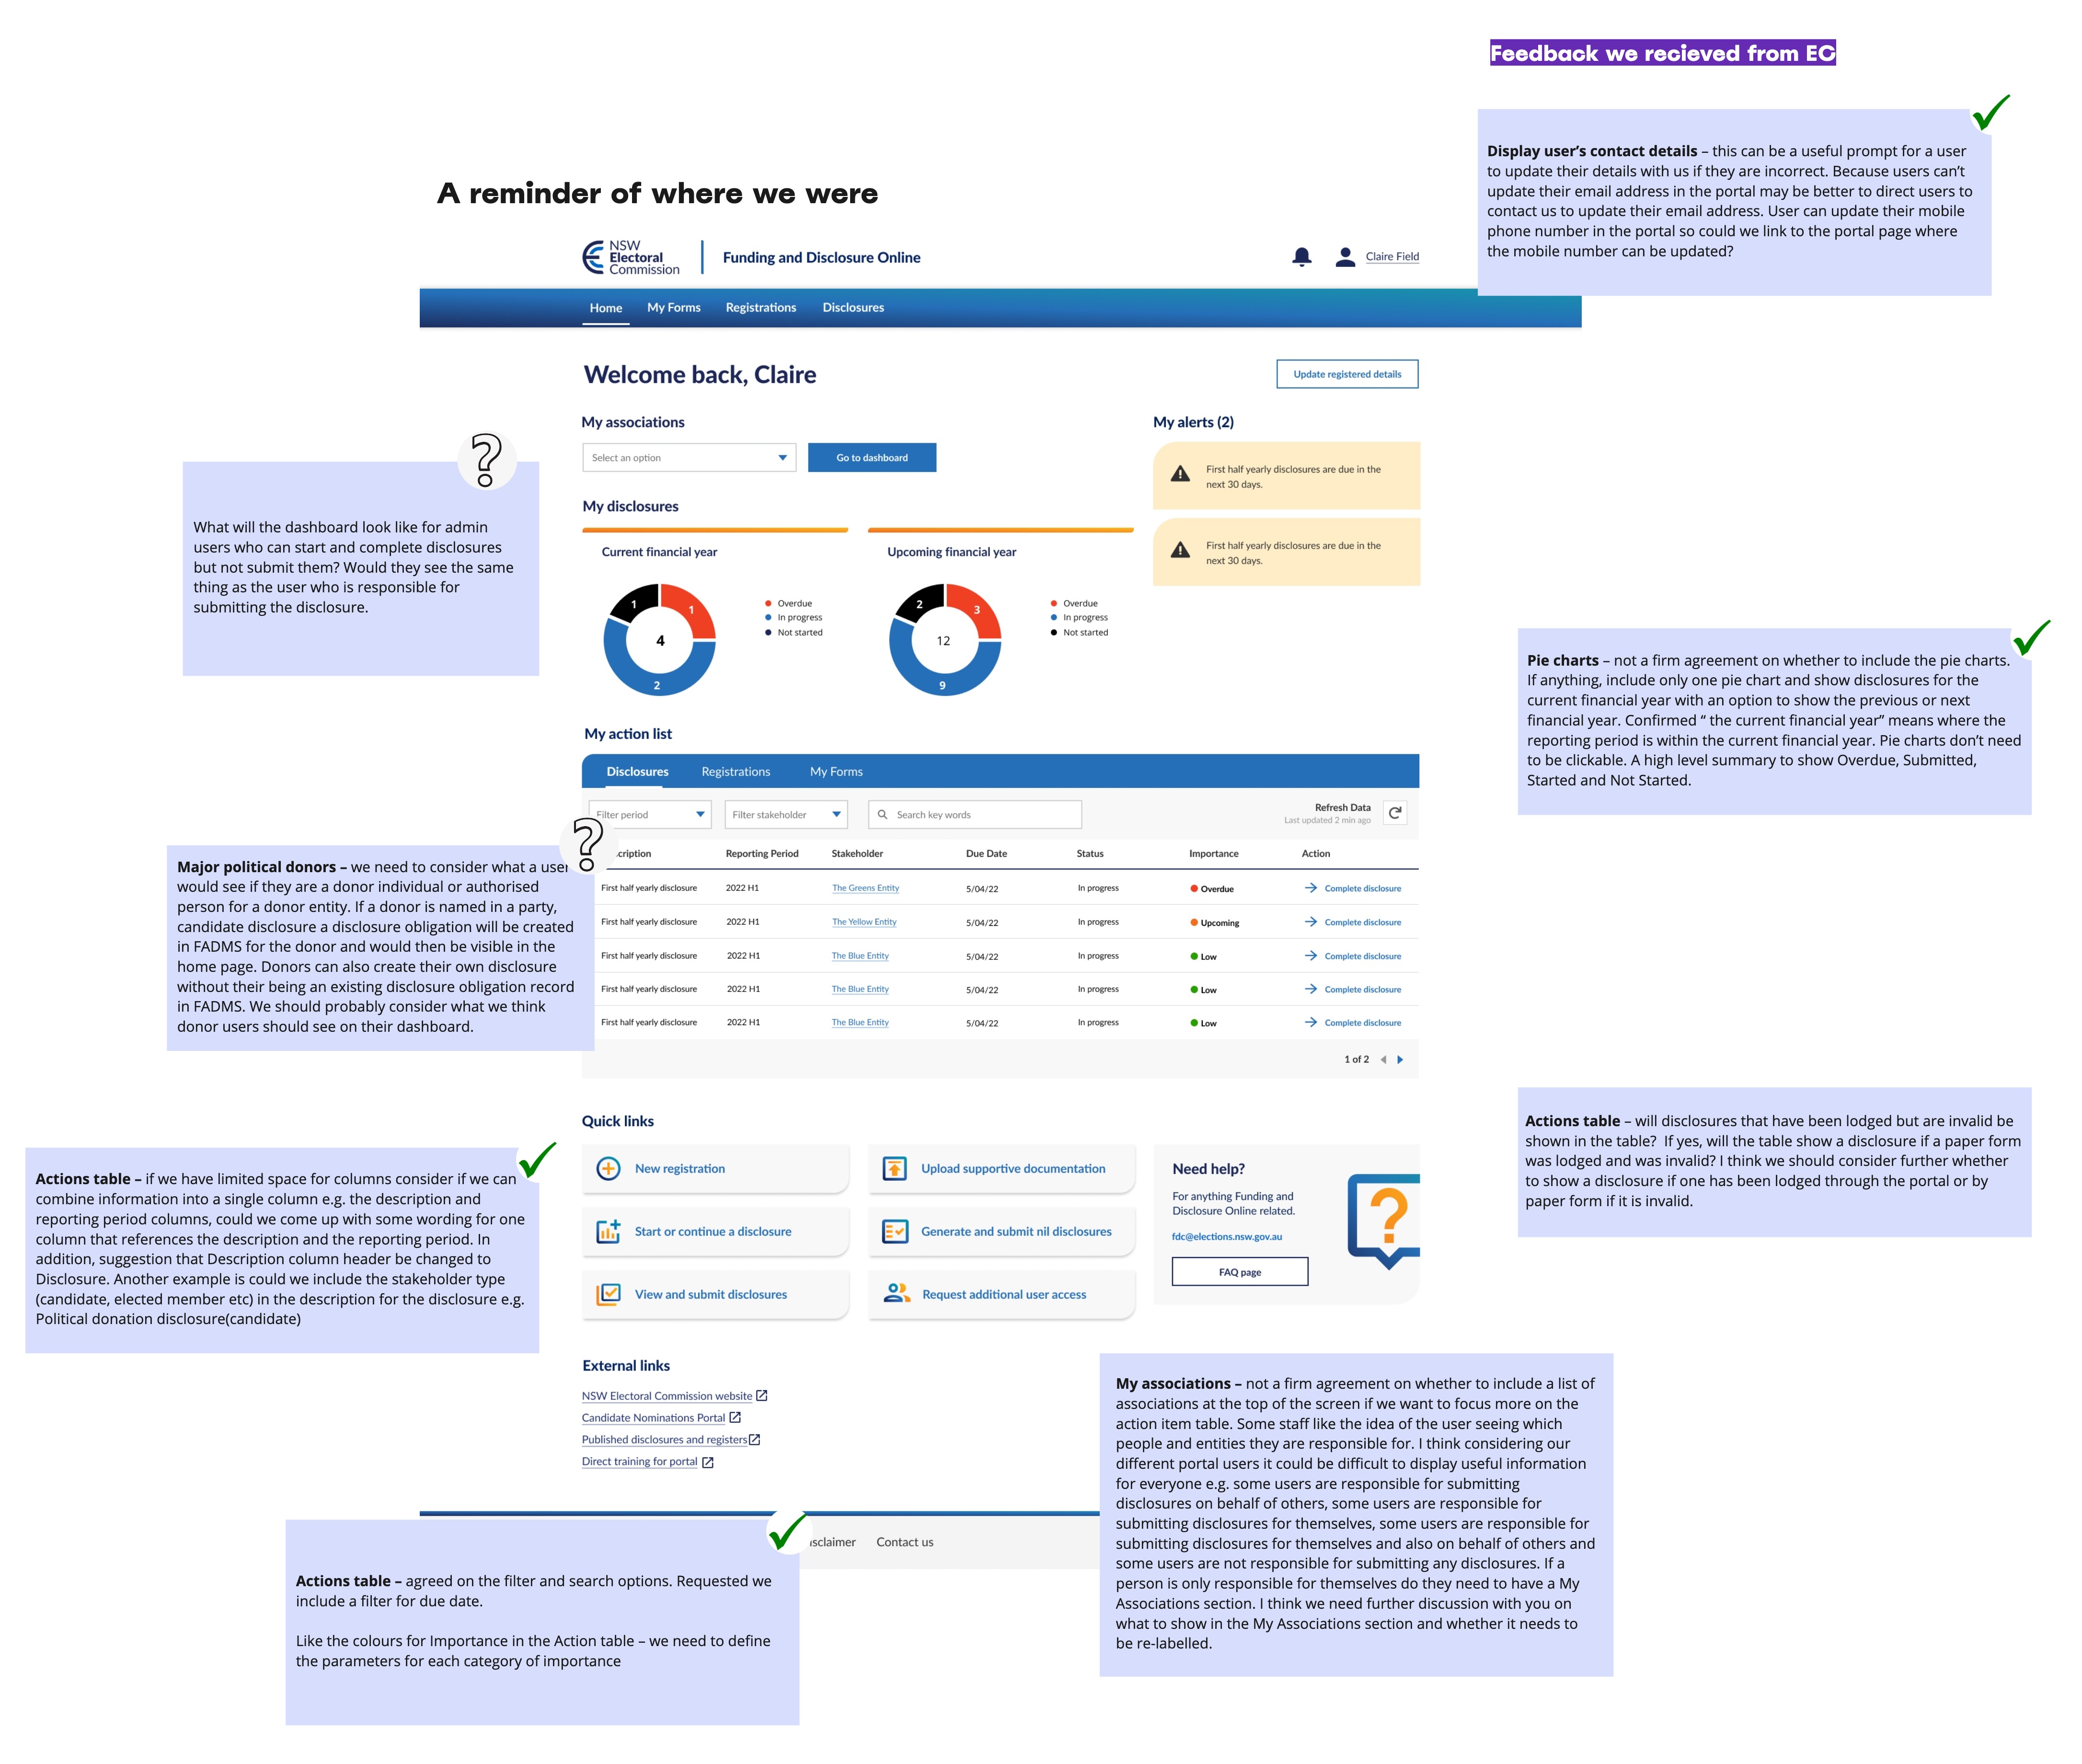 Feedback we recieved from EC
Display user's contact details – this can be a useful prompt for a user
to update their details with us if they are incorrect. Because users can't
update their email address in the portal may be better to direct users to
contact us to update their email address. User can update their mobile
phone number in the portal so could we link to the portal page where
the mobile number can be updated?
A reminder of where we were
NSW
Electoral
Commission
Funding and Disclosure Online
Claire Field
Home My Forms Registrations Disclosures
Welcome back, Claire
Update registered details
My associations
Select an option
Go to dashboard
My alerts (2)
First half yearly disclosures are due in the
next 30 days.
First half yearly disclosures are due in the
next 30 days.
My disclosures
Current financial year
1
1
4
2
Overdue
In progress
Not started
Upcoming financial year
2
3
12
9
Overdue
In progress
Not started
?
What will the dashboard look like for admin
users who can start and complete disclosures
but not submit them? Would they see the same
thing as the user who is responsible for
submitting the disclosure.
Pie charts – not a firm agreement on whether to include the pie charts.
If anything, include only one pie chart and show disclosures for the
current financial year with an option to show the previous or next
financial year. Confirmed “ the current financial year” means where the
reporting period is within the current financial year. Pie charts don't need
to be clickable. A high level summary to show Overdue, Submitted,
Started and Not Started.
My action list
Disclosures Registrations My Forms
Filter period
Filter stakeholder
Search key words
Refresh Data
Last updated 2 min ago
cription Reporting Period Stakeholder Due Date Status Importance Action
First half yearly disclosure 2022 H1 The Greens Entity 5/04/22 In progress Overdue Complete disclosure
First half yearly disclosure 2022 H1 The Yellow Entity 5/04/22 In progress Upcoming Complete disclosure
First half yearly disclosure 2022 H1 The Blue Entity 5/04/22 In progress Low Complete disclosure
First half yearly disclosure 2022 H1 The Blue Entity 5/04/22 In progress Low Complete disclosure
First half yearly disclosure 2022 H1 The Blue Entity 5/04/22 In progress Low Complete disclosure
1 of 2
?
Major political donors – we need to consider what a user
would see if they are a donor individual or authorised
person for a donor entity. If a donor is named in a party,
candidate disclosure a disclosure obligation will be created
in FADMS for the donor and would then be visible in the
home page. Donors can also create their own disclosure
without their being an existing disclosure obligation record
in FADMS. We should probably consider what we think
donor users should see on their dashboard.
Actions table – will disclosures that have been lodged but are invalid be
shown in the table? If yes, will the table show a disclosure if a paper form
was lodged and was invalid? I think we should consider further whether
to show a disclosure if one has been lodged through the portal or by
paper form if it is invalid.
Actions table – if we have limited space for columns consider if we can
combine information into a single column e.g. the description and
reporting period columns, could we come up with some wording for one
column that references the description and the reporting period. In
addition, suggestion that Description column header be changed to
Disclosure. Another example is could we include the stakeholder type
(candidate, elected member etc) in the description for the disclosure e.g.
Political donation disclosure(candidate)
Quick links
New registration
Upload supportive documentation
Start or continue a disclosure
Generate and submit nil disclosures
View and submit disclosures
Request additional user access
Need help?
For anything Funding and
Disclosure Online related.
fdc@elections.nsw.gov.au
FAQ page
?
External links
NSW Electoral Commission website
Candidate Nominations Portal
Published disclosures and registers
Direct training for portal
isclaimer Contact us
My associations – not a firm agreement on whether to include a list of
associations at the top of the screen if we want to focus more on the
action item table. Some staff like the idea of the user seeing which
people and entities they are responsible for. I think considering our
different portal users it could be difficult to display useful information
for everyone e.g. some users are responsible for submitting
disclosures on behalf of others, some users are responsible for
submitting disclosures for themselves, some users are responsible for
submitting disclosures for themselves and also on behalf of others and
some users are not responsible for submitting any disclosures. If a
person is only responsible for themselves do they need to have a My
Associations section. I think we need further discussion with you on
what to show in the My Associations section and whether it needs to
be re-labelled.
Actions table – agreed on the filter and search options. Requested we
include a filter for due date.
Like the colours for Importance in the Action table – we need to define
the parameters for each category of importance